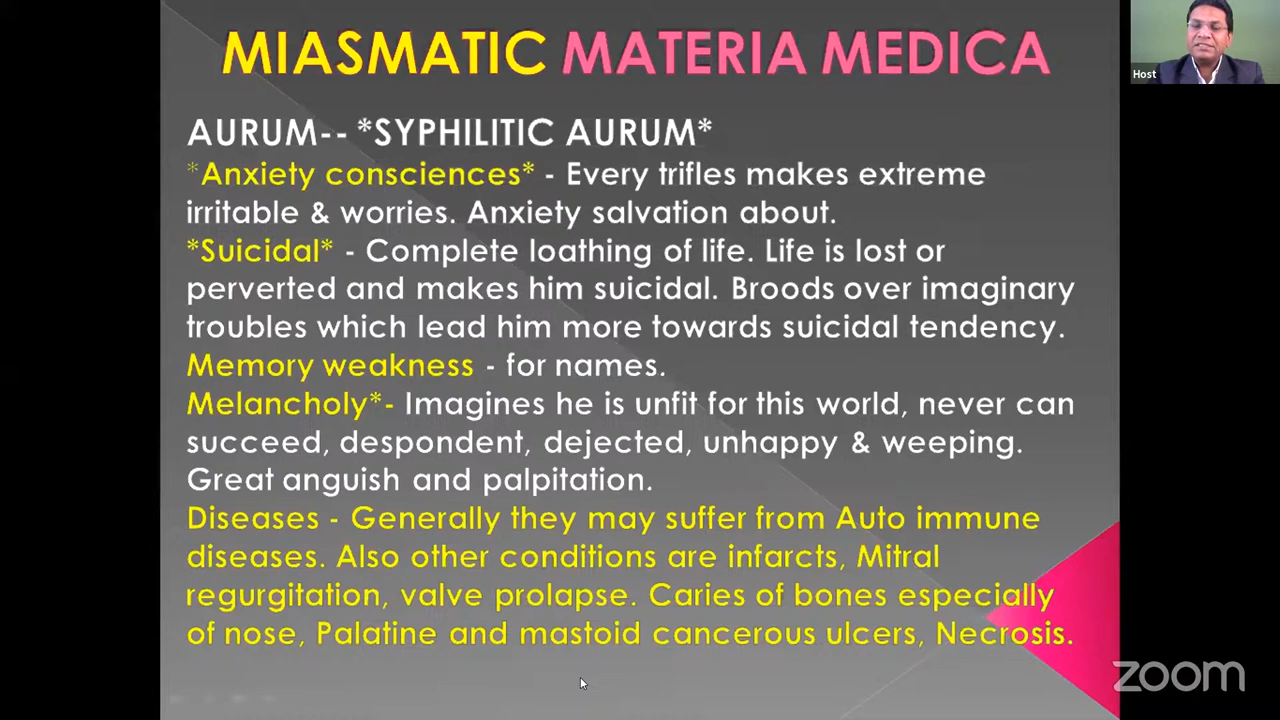 MIASMATIC MATERIA MEDICA
Host
AURUM-- *SYPHILITIC AURUM*
*Anxiety consciences* - Every trifles makes extreme
irritable & worries. Anxiety salvation about.
*Suicidal* - Complete loathing of life. Life is lost or
perverted and makes him suicidal. Broods over imaginary
troubles which lead him more towards suicidal tendency.
Memory weakness - for names.
Melancholy*- Imagines he is unfit for this world, never can
succeed, despondent, dejected, unhappy & weeping.
Great anguish and palpitation.
Diseases - Generally they may suffer from Auto immune
diseases. Also other conditions are infarcts, Mitral
regurgitation, valve prolapse. Caries of bones especially
of nose, Palatine and mastoid cancerous ulcers, Necrosis.
zoom